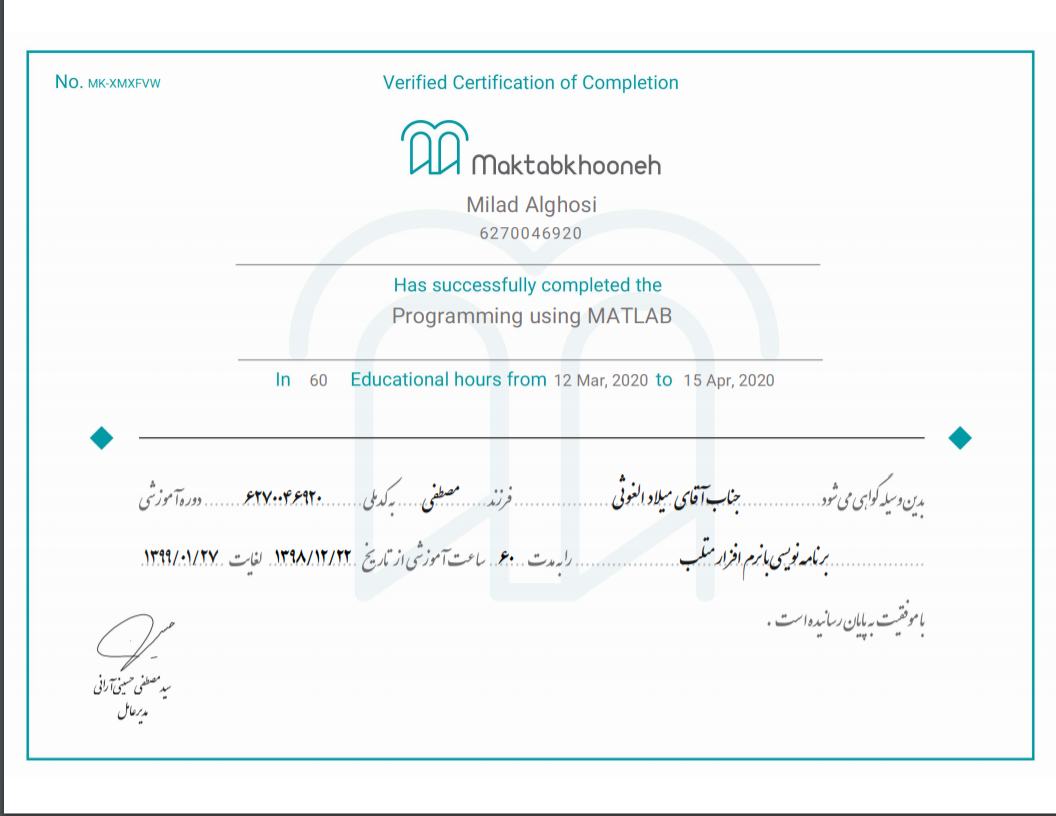 No. MK-XMXFVW
Verified Certification of Completion
Maktabkhooneh
Milad Alghosi
6270046920
Has successfully completed the
Programming using MATLAB
In 60 Educational hours from 12 Mar, 2020 to 15 Apr, 2020
بدین وسیله گواهی می شود جناب آقای میلاد الغوثی فرزند مصطفی به کد ملی ۶۲۷۰۰۴۶۹۲۰ دوره آموزشی
برنامه نویسی با نرم افزار متلب را به مدت ۶۰ ساعت آموزشی از تاریخ ۱۳۹۸/۱۲/۲۲ لغایت ۱۳۹۹/۰۱/۲۷
با موفقیت به پایان رسانیده است .
سید مصطفی حسینی آرانی
مدیرعامل